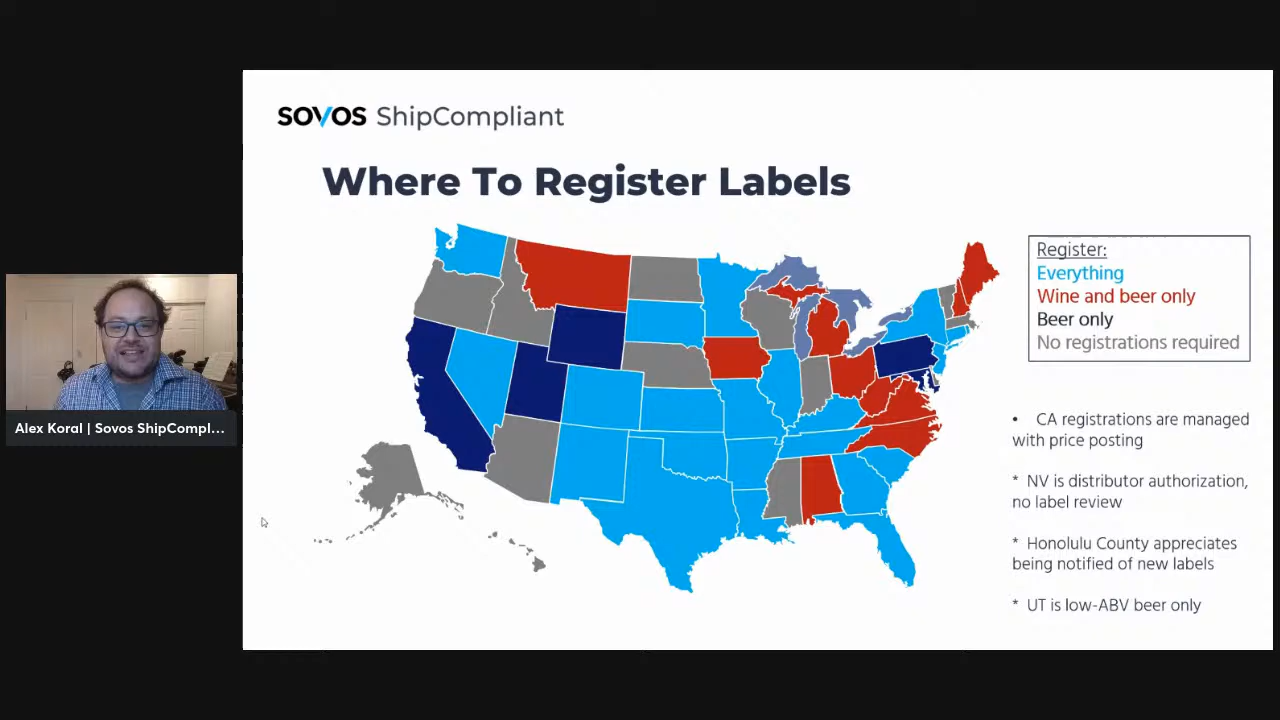 SOVOS ShipCompliant
Where To Register Labels
Register:
Everything
Wine and beer only
Beer only
No registrations required
• CA registrations are managed
with price posting
* NV is distributor authorization,
no label review
* Honolulu County appreciates
being notified of new labels
* UT is low-ABV beer only
Alex Koral | Sovos ShipCompl...